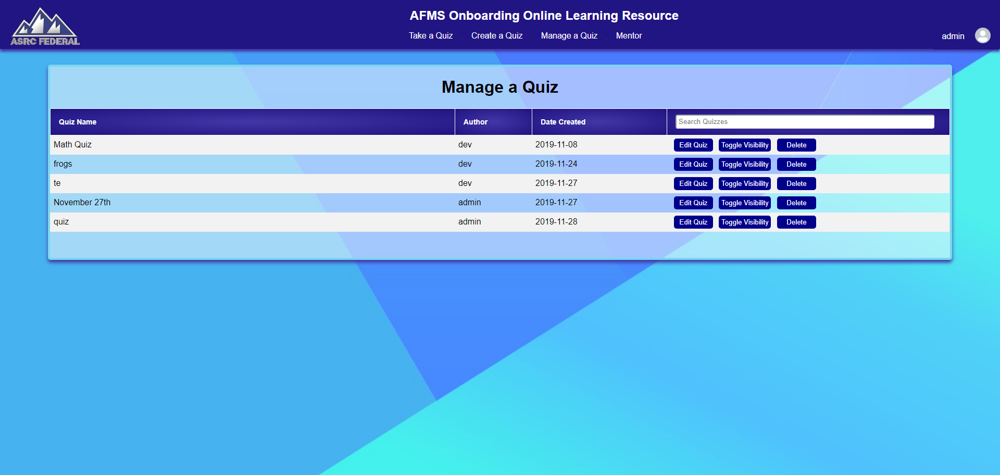 AFMS Onboarding Online Learning Resource
Take a Quiz Create a Quiz Manage a Quiz Mentor
admin
ASRC FEDERAL
Manage a Quiz
Quiz Name Author Date Created Search Quizzes
Math Quiz dev 2019-11-08 Edit Quiz Toggle Visibility Delete
frogs dev 2019-11-24 Edit Quiz Toggle Visibility Delete
te dev 2019-11-27 Edit Quiz Toggle Visibility Delete
November 27th admin 2019-11-27 Edit Quiz Toggle Visibility Delete
quiz admin 2019-11-28 Edit Quiz Toggle Visibility Delete